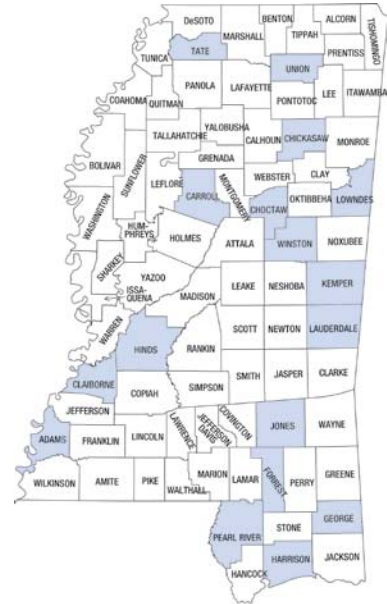 DeSOTO
MARSHALL
BENTON
TIPPAH
ALCORN
TISHOMINGO
PRENTISS
TATE
TUNICA
UNION
PANOLA
LAFAYETTE
LEE
ITAWAMBA
PONTOTOC
COAHOMA
QUITMAN
YALOBUSHA
TALLAHATCHIE
CALHOUN
CHICKASAW
MONROE
BOLIVAR
SUNFLOWER
GRENADA
LEFLORE
CARROLL
MONTGOMERY
WEBSTER
CLAY
CHOCTAW
OKTIBBEHA
LOWNDES
WASHINGTON
HUM-
PHREYS
HOLMES
ATTALA
WINSTON
NOXUBEE
SHARKEY
YAZOO
ISSA-
QUENA
MADISON
LEAKE
NESHOBA
KEMPER
WARREN
HINDS
RANKIN
SCOTT
NEWTON
LAUDERDALE
CLAIBORNE
COPIAH
SIMPSON
SMITH
JASPER
CLARKE
JEFFERSON
ADAMS
FRANKLIN
LINCOLN
LAWRENCE
JEFFERSON
DAVIS
COVINGTON
JONES
WAYNE
WILKINSON
AMITE
PIKE
WALTHALL
MARION
LAMAR
FORREST
PERRY
GREENE
PEARL RIVER
STONE
GEORGE
HANCOCK
HARRISON
JACKSON